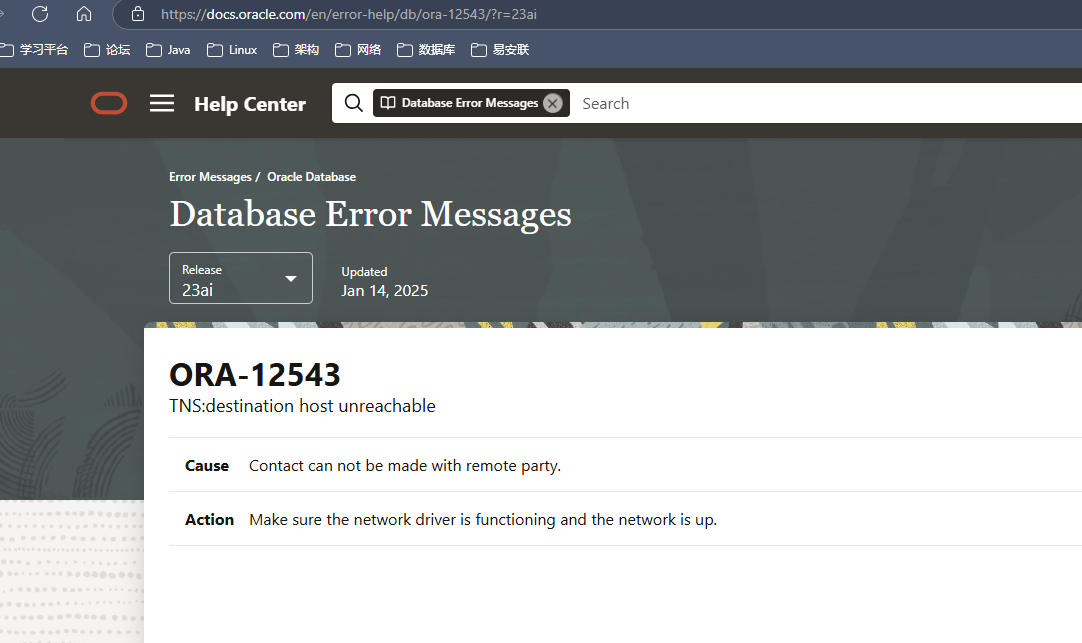 https://docs.oracle.com/en/error-help/db/ora-12543/?r=23ai
学习平台 论坛 Java Linux 架构 网络 数据库 易安联
Help Center Database Error Messages Search
Error Messages / Oracle Database
Database Error Messages
Release
23ai
Updated
Jan 14, 2025
ORA-12543
TNS:destination host unreachable
Cause Contact can not be made with remote party.
Action Make sure the network driver is functioning and the network is up.